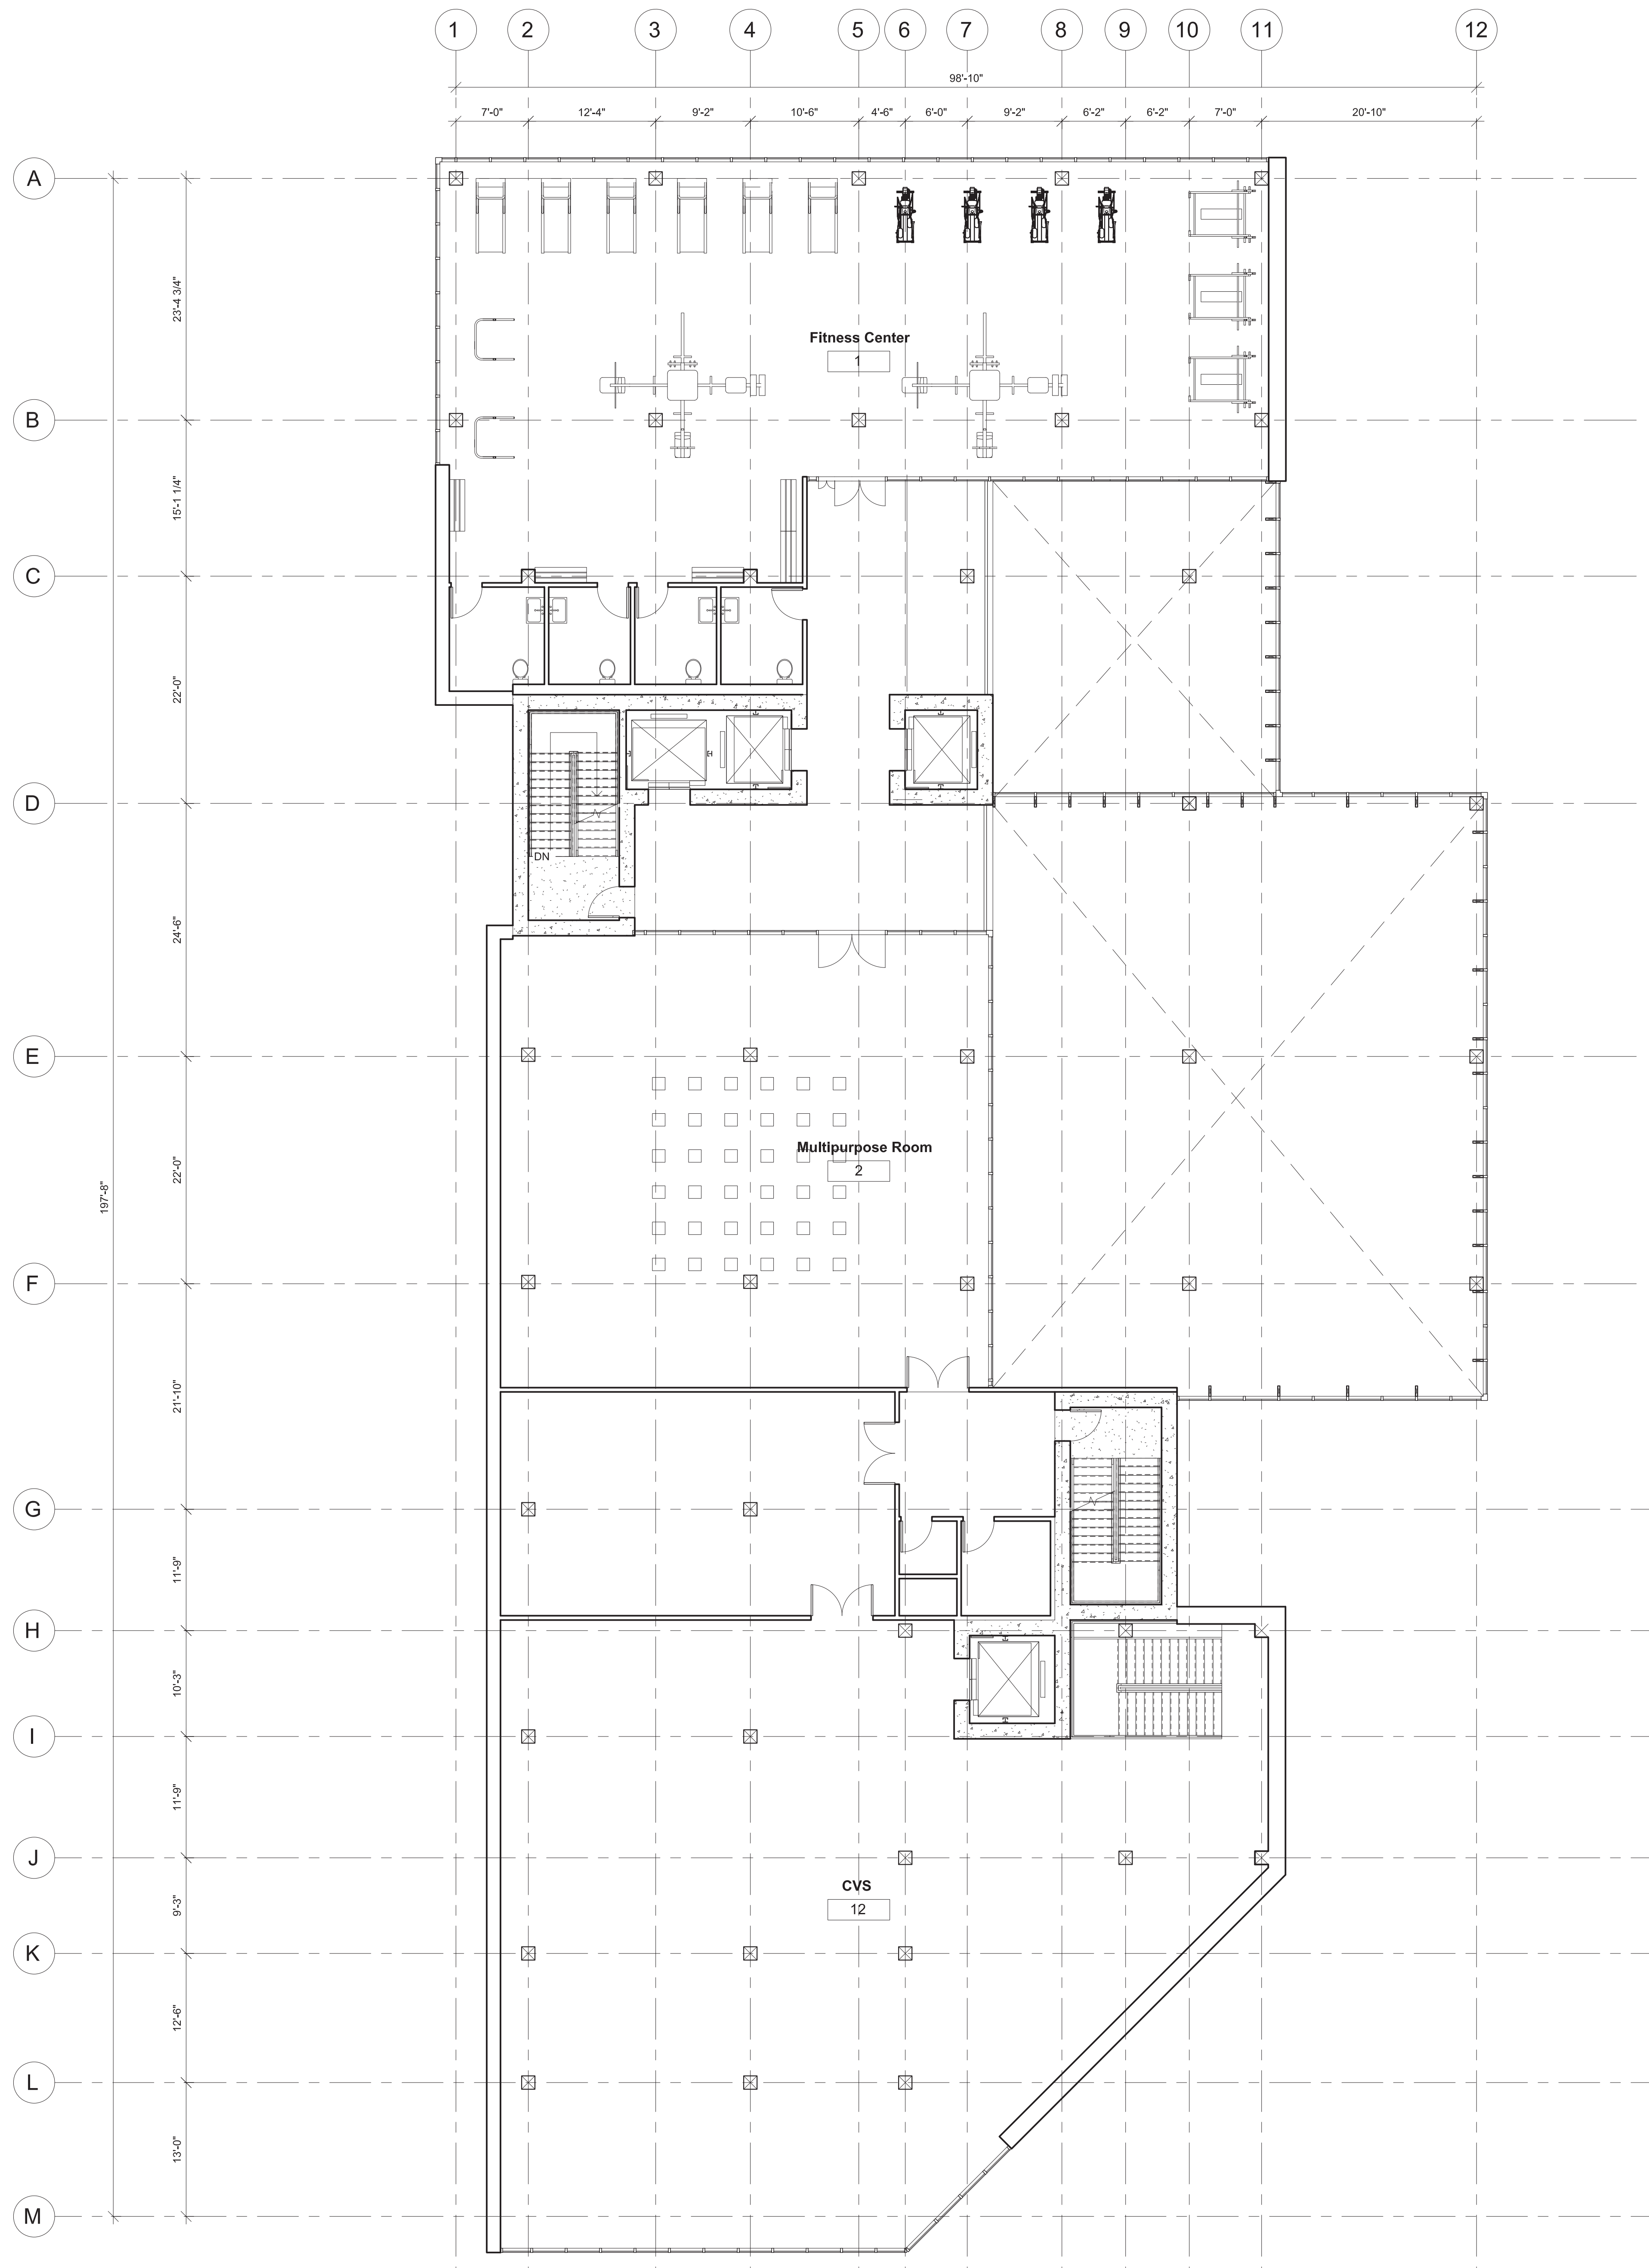 1 2 3 4 5 6 7 8 9 10 11 12
98'-10"
7'-0" 12'-4" 9'-2" 10'-6" 4'-6" 6'-0" 9'-2" 6'-2" 6'-2" 7'-0" 20'-10"
A
23'-4 3/4"
Fitness Center
1
B
15'-1 1/4"
C
22'-0"
D
DN
24'-6"
E
Multipurpose Room
2
22'-0"
197'-8"
F
21'-10"
G
11'-9"
H
10'-3"
I
11'-9"
J
CVS
12
9'-3"
K
12'-6"
L
13'-0"
M